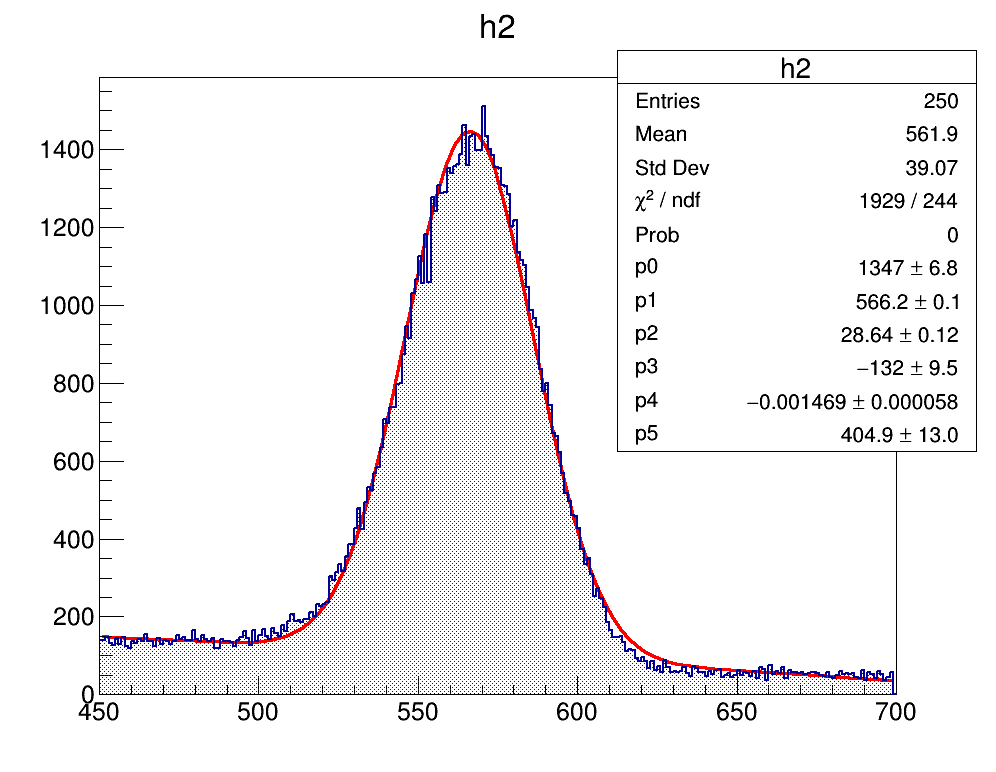 h2
h2
Entries 250
Mean 561.9
Std Dev 39.07
χ² / ndf 1929 / 244
Prob 0
p0 1347 ± 6.8
p1 566.2 ± 0.1
p2 28.64 ± 0.12
p3 −132 ± 9.5
p4 −0.001469 ± 0.000058
p5 404.9 ± 13.0
1400
1200
1000
800
600
400
200
0
450 500 550 600 650 700